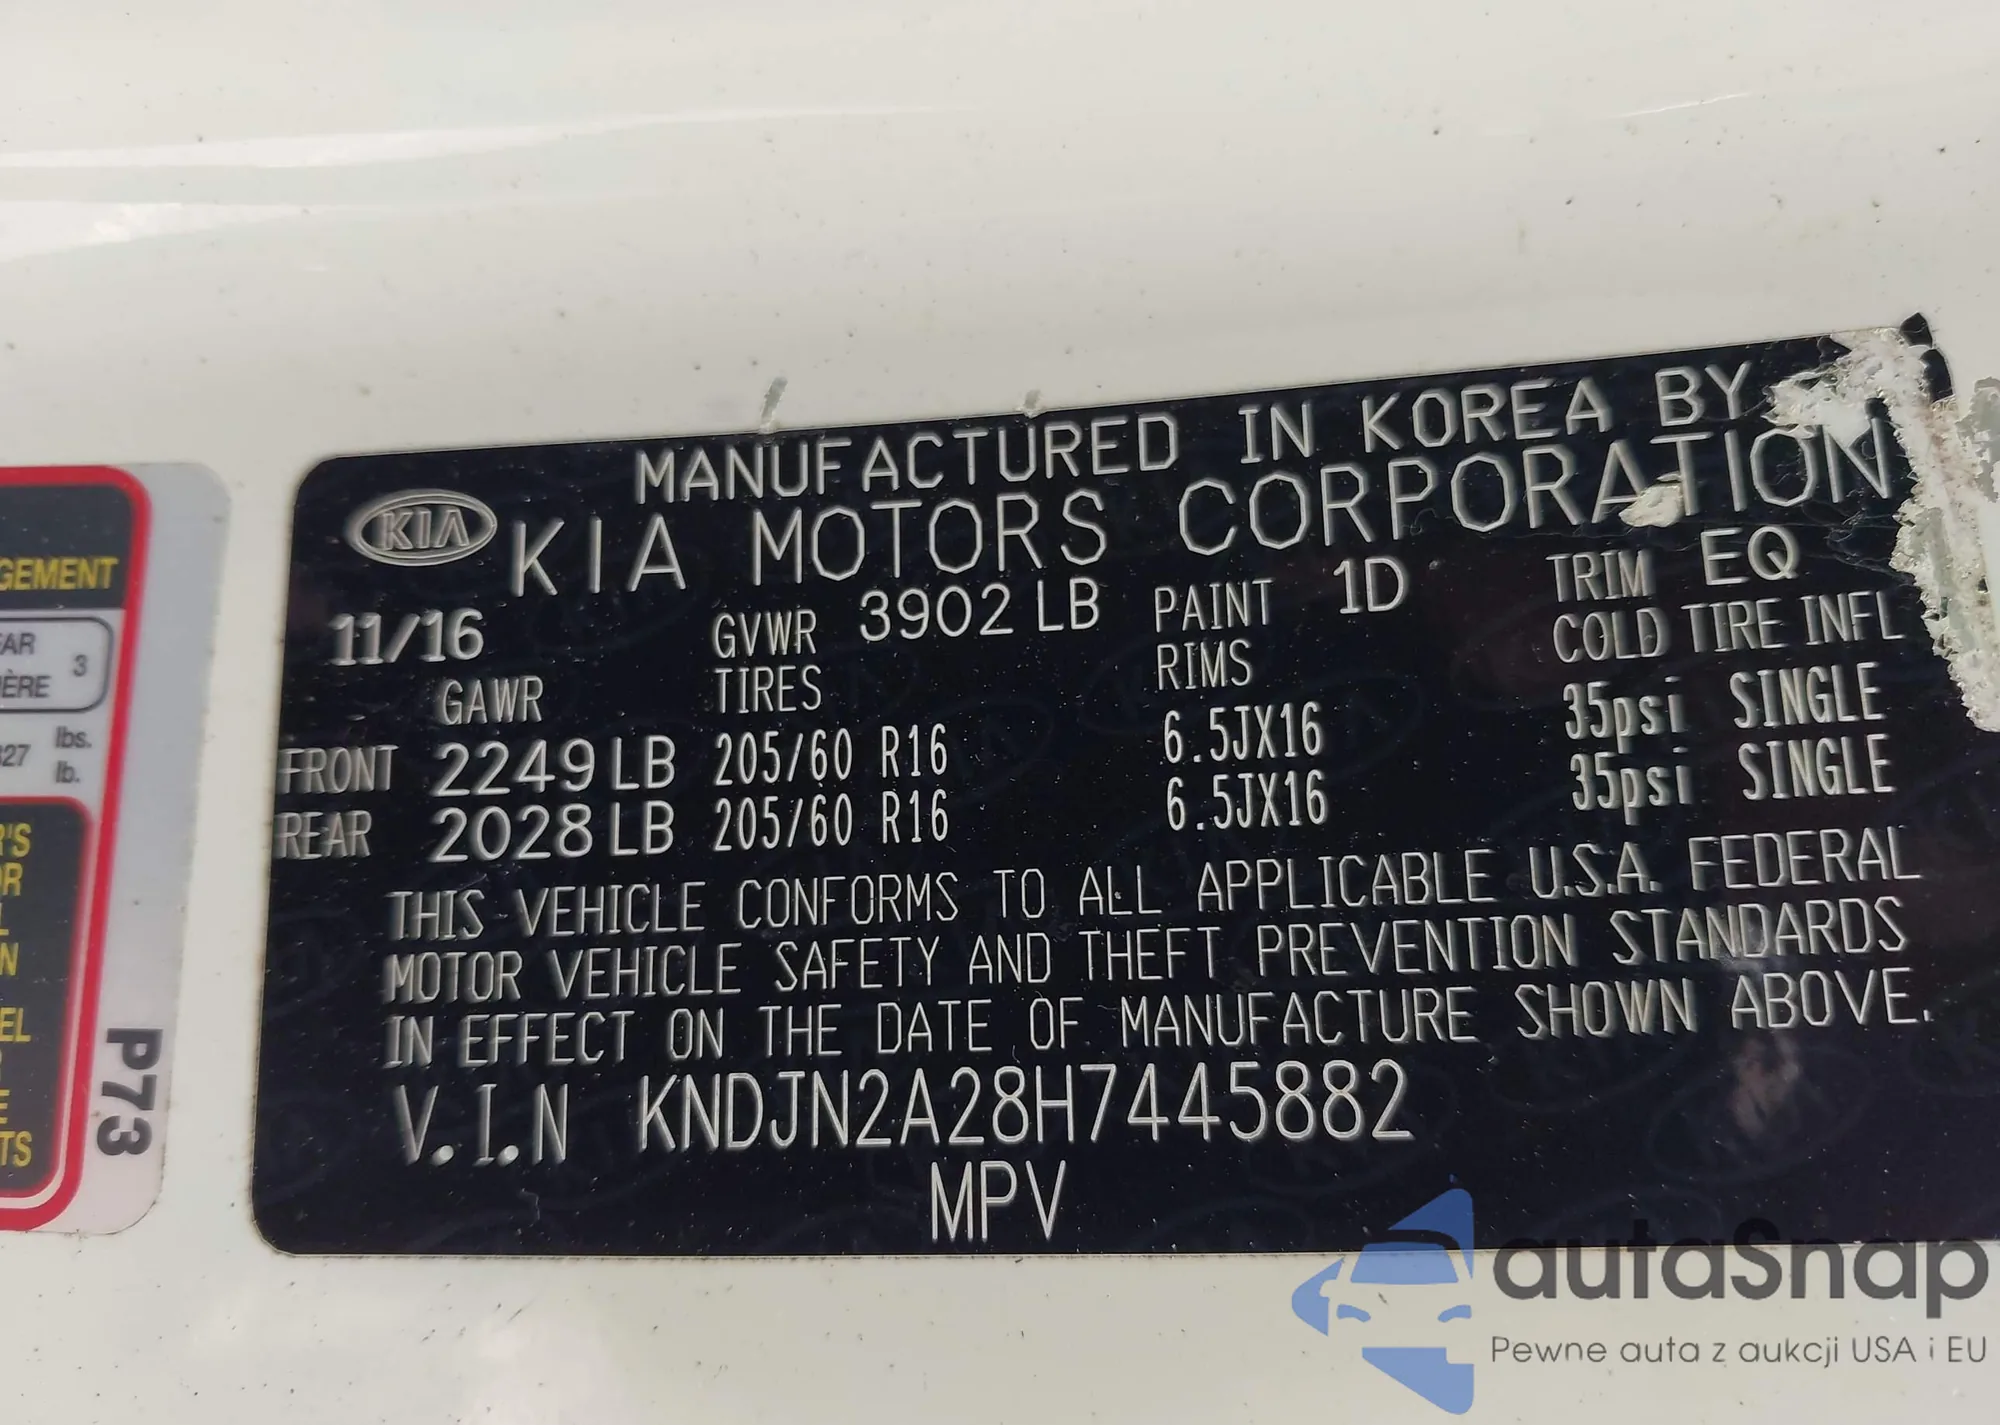 MANUFACTURED IN KOREA BY
KIA KIA MOTORS CORPORATION
11/16 GVWR 3902 LB PAINT 1D TRIM EQ
GAWR TIRES RIMS COLD TIRE INFL
FRONT 2249 LB 205/60 R16 6.5JX16 35psi SINGLE
REAR 2028 LB 205/60 R16 6.5JX16 35psi SINGLE
THIS VEHICLE CONFORMS TO ALL APPLICABLE U.S.A. FEDERAL
MOTOR VEHICLE SAFETY AND THEFT PREVENTION STANDARDS
IN EFFECT ON THE DATE OF MANUFACTURE SHOWN ABOVE.
V.I.N KNDJN2A28H7445882
MPV
3
lbs.
lb.
P73
autaSnap
Pewne auta z aukcji USA i EU